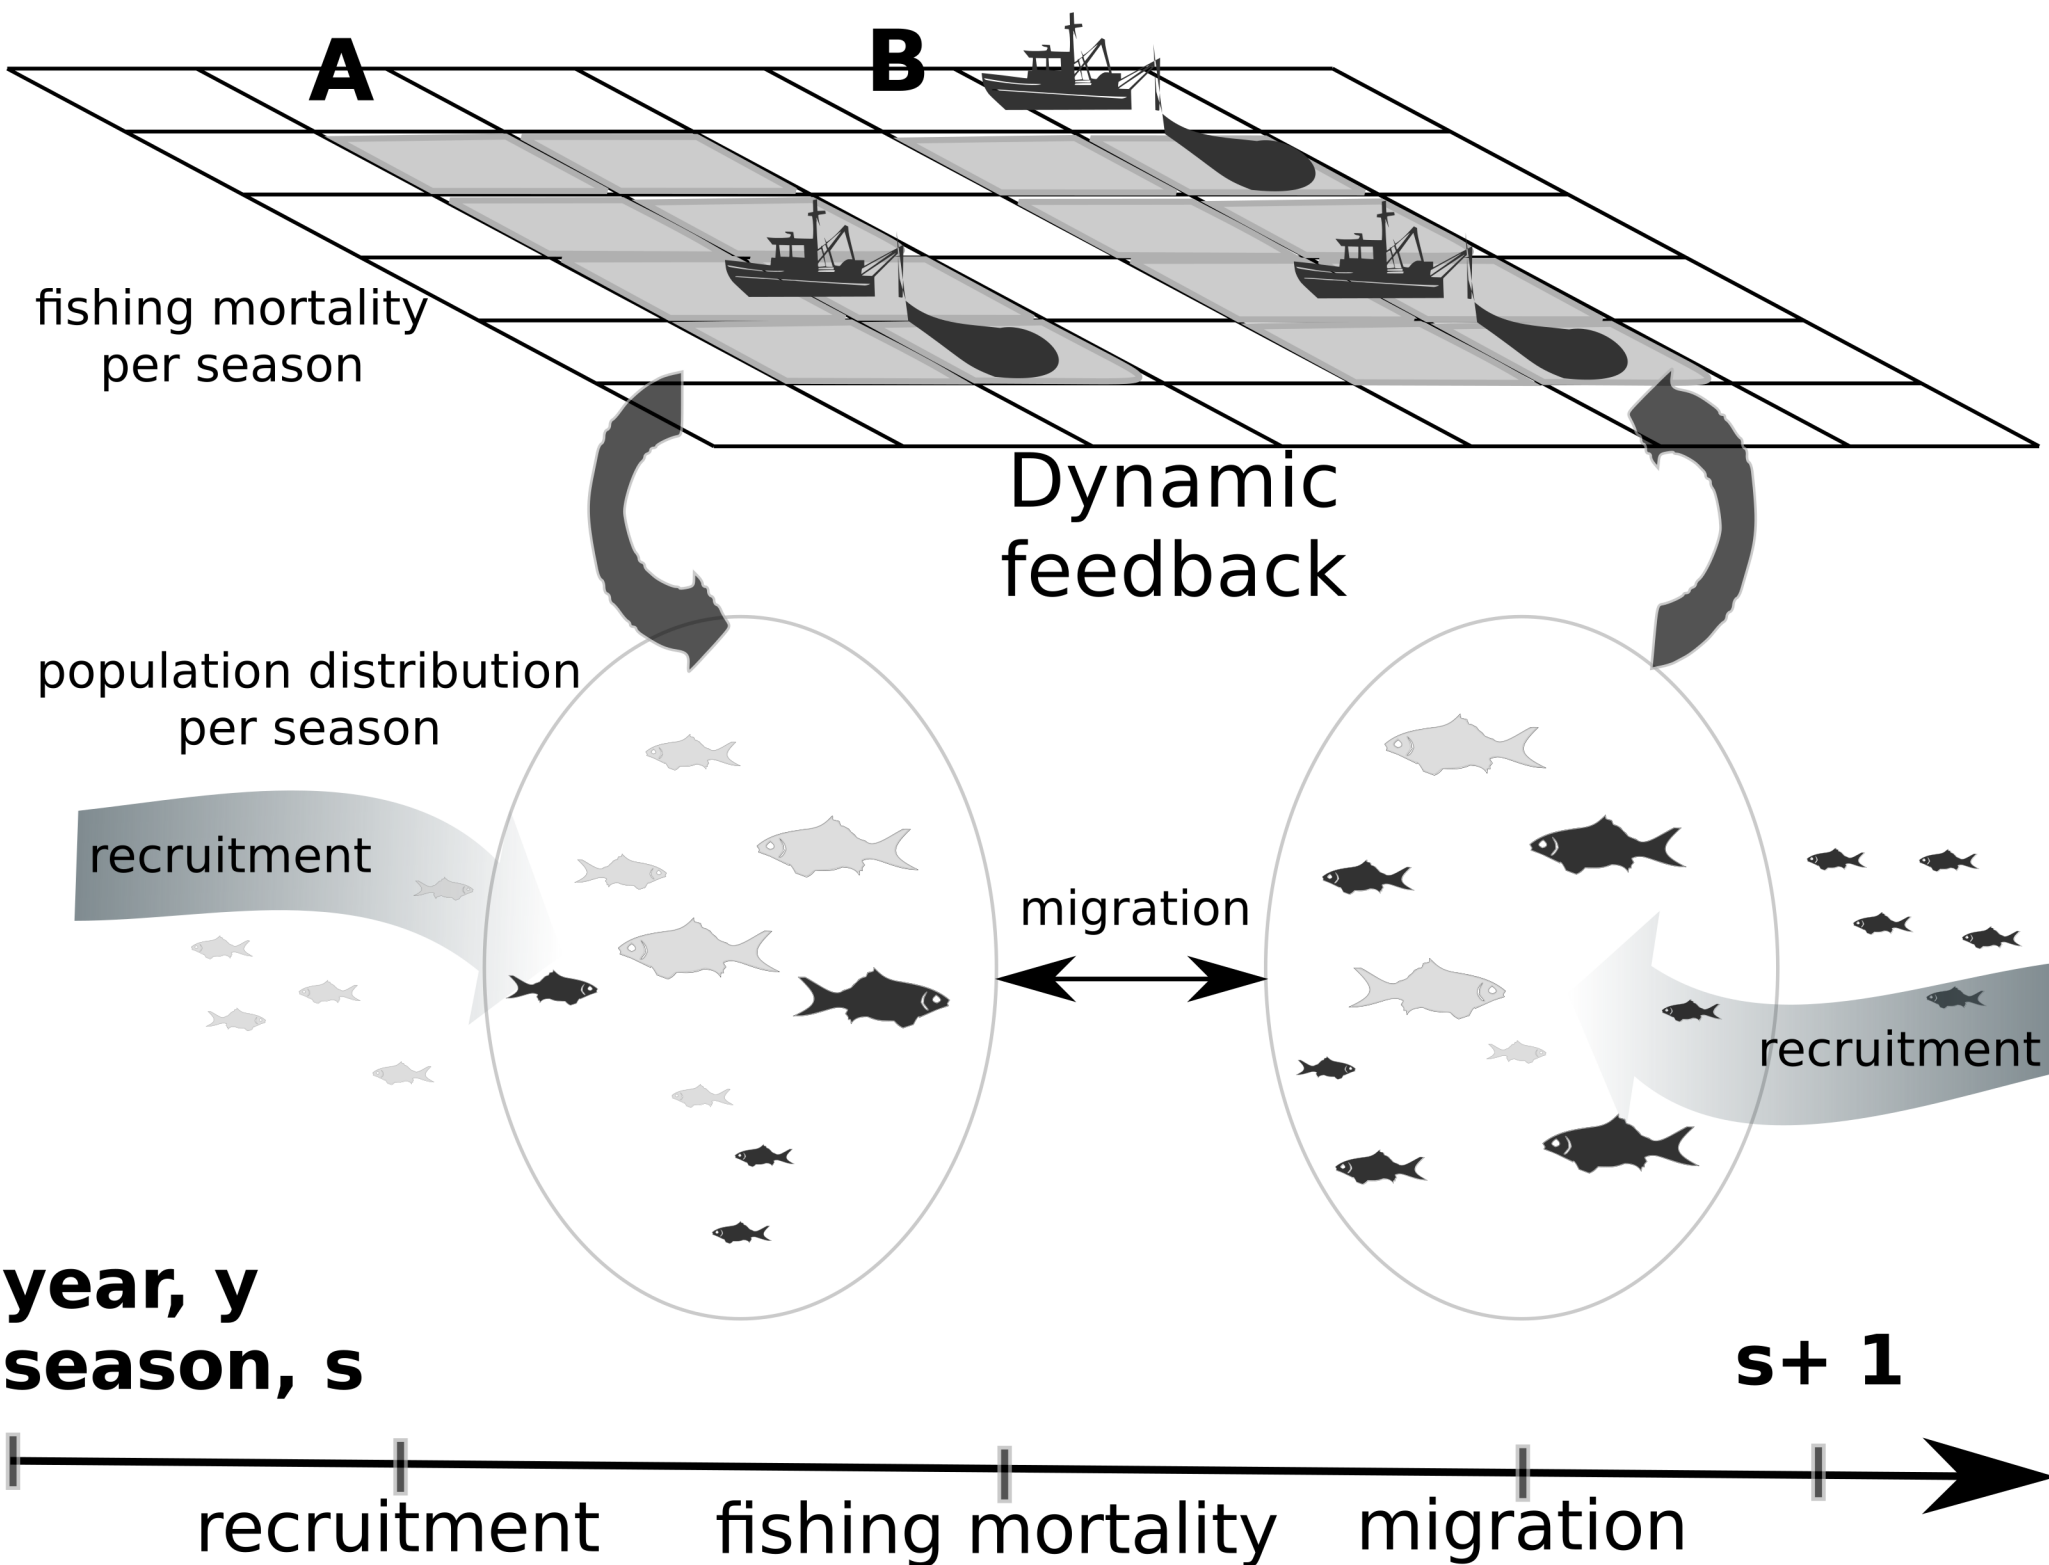 A
B
fishing mortality
per season
Dynamic
feedback
population distribution
per season
recruitment
migration
recruitment
year, y
season, s
s+ 1
recruitment
fishing mortality
migration